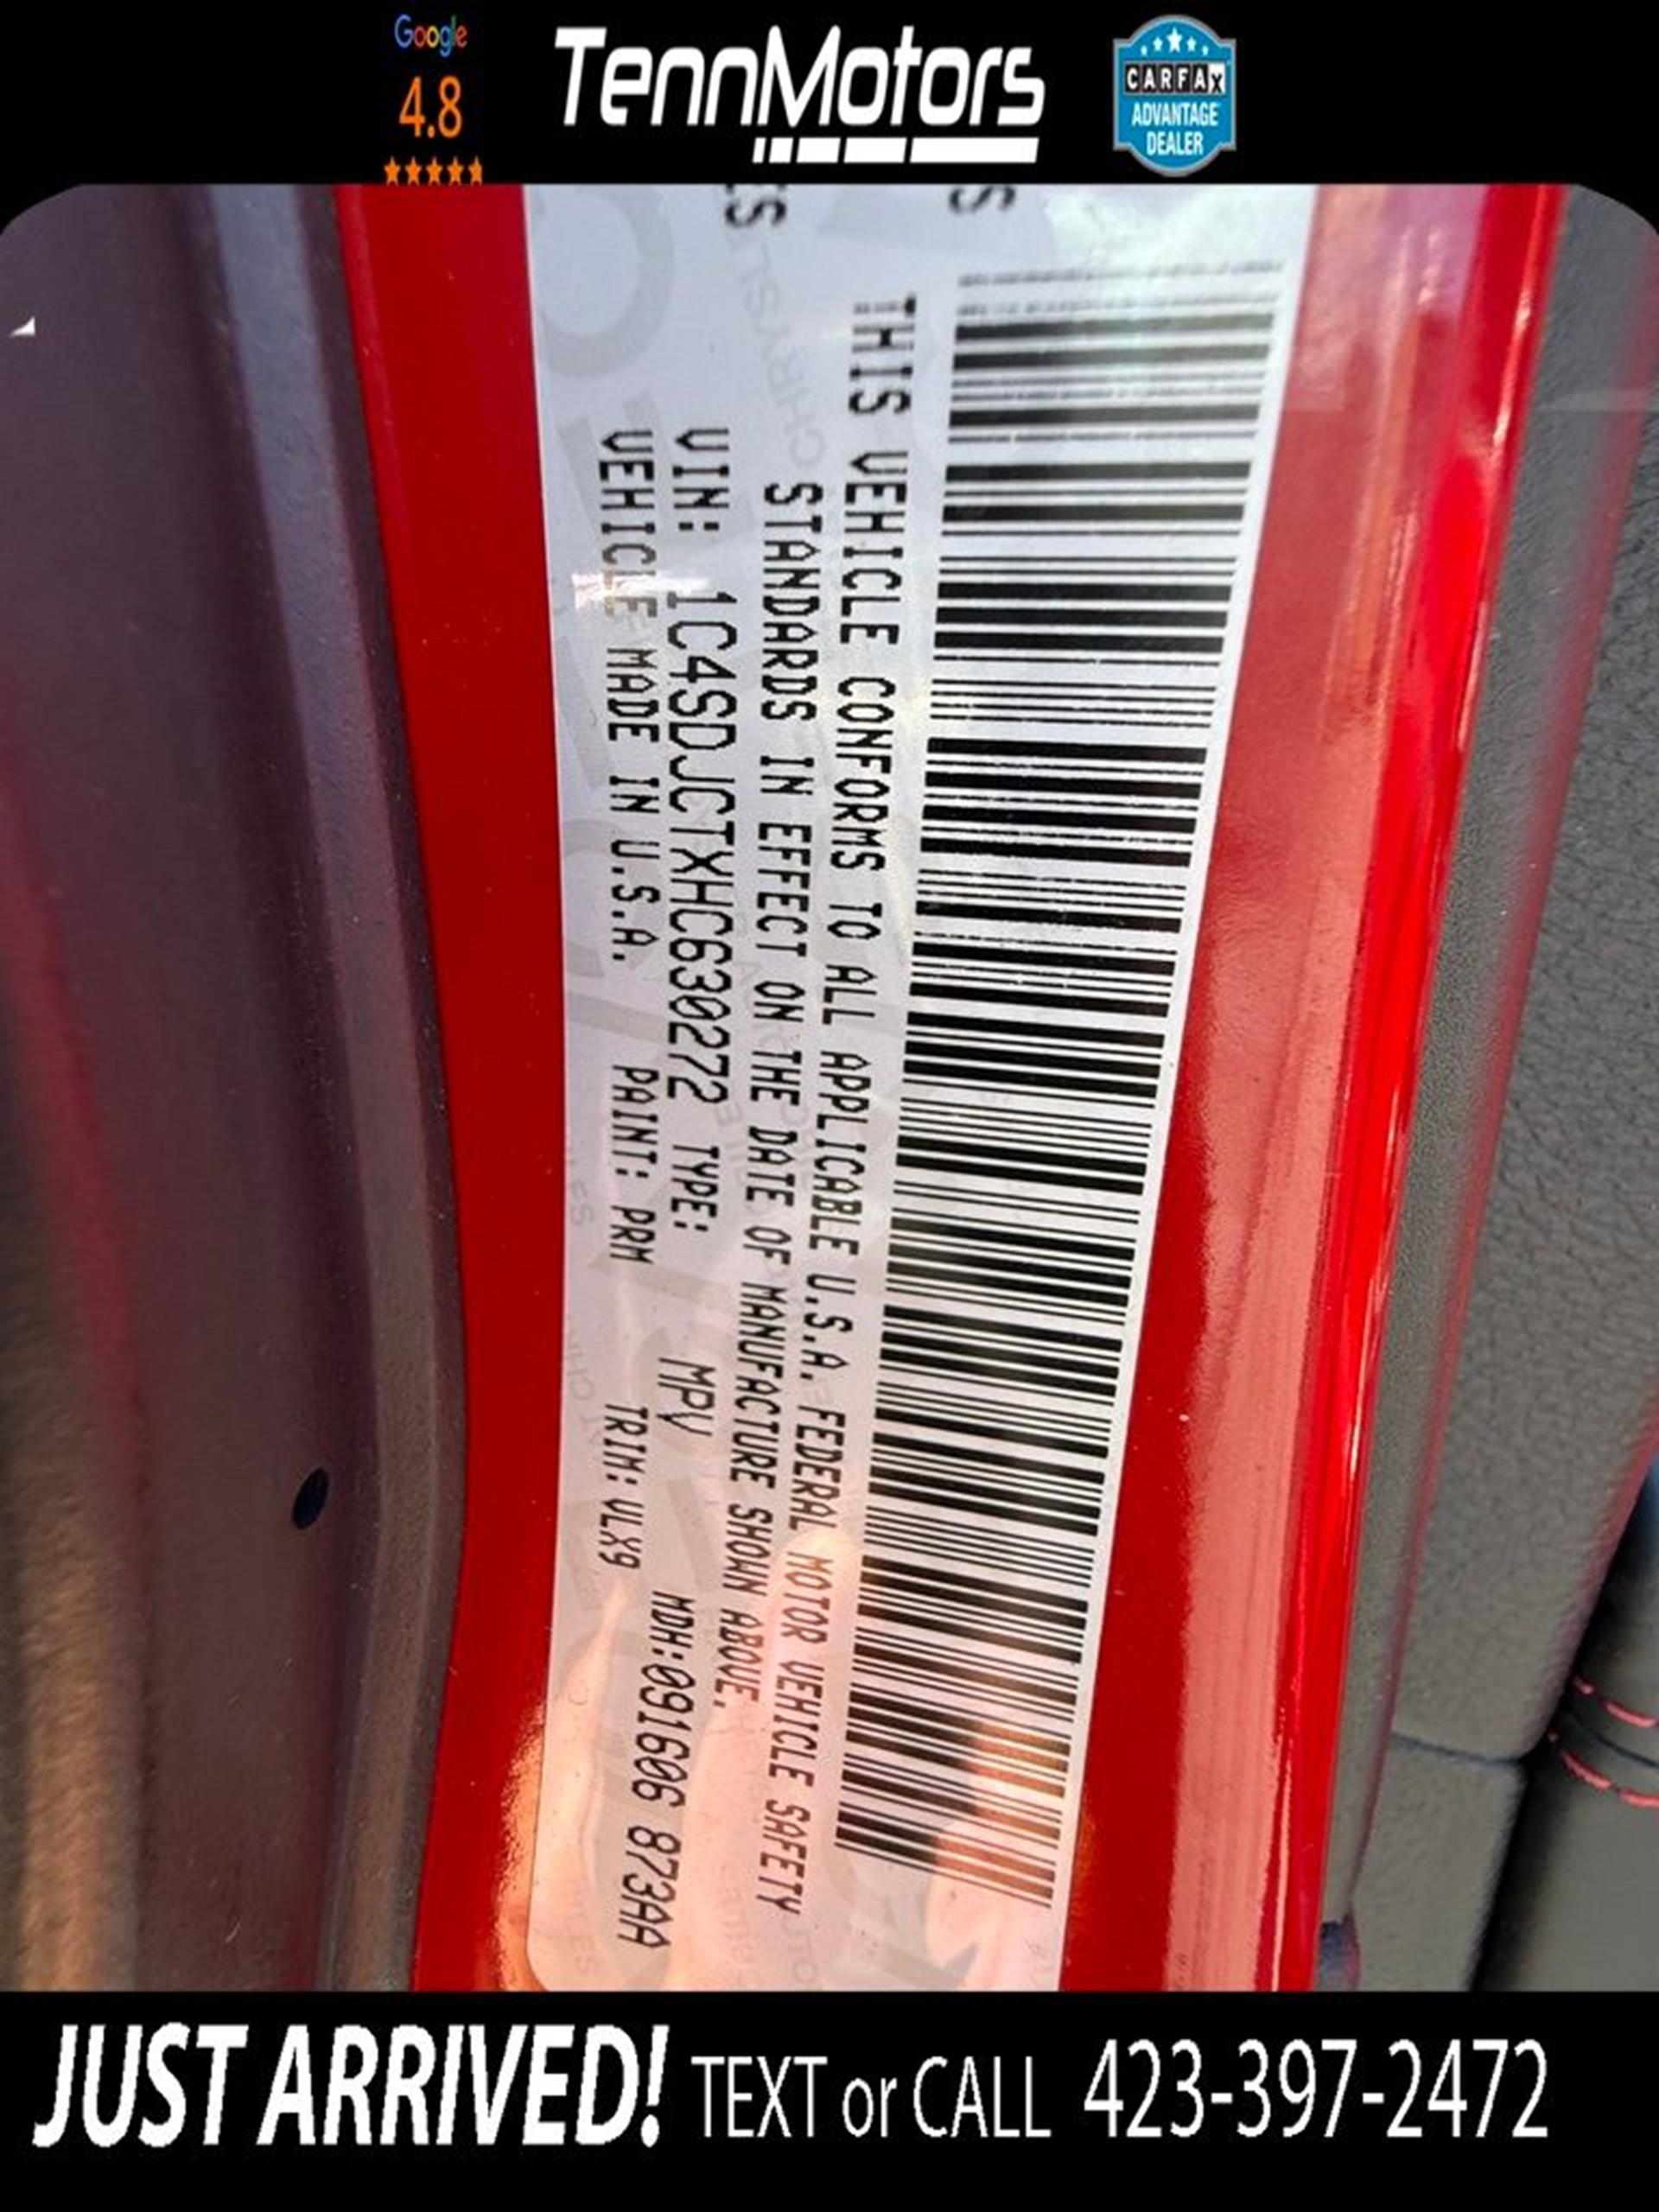 Google
4.8
TennMotors
CARFAX
ADVANTAGE
DEALER
THIS VEHICLE CONFORMS TO ALL APPLICABLE U.S.A. FEDERAL MOTOR VEHICLE SAFETY
STANDARDS IN EFFECT ON THE DATE OF MANUFACTURE SHOWN ABOVE.
VIN: 1C4SDJCTXHC630272 TYPE: MPV MDH:091606 873AA
VEHICLE MADE IN U.S.A. PAINT: PRM TRIM: VLX9
JUST ARRIVED! TEXT or CALL 423-397-2472